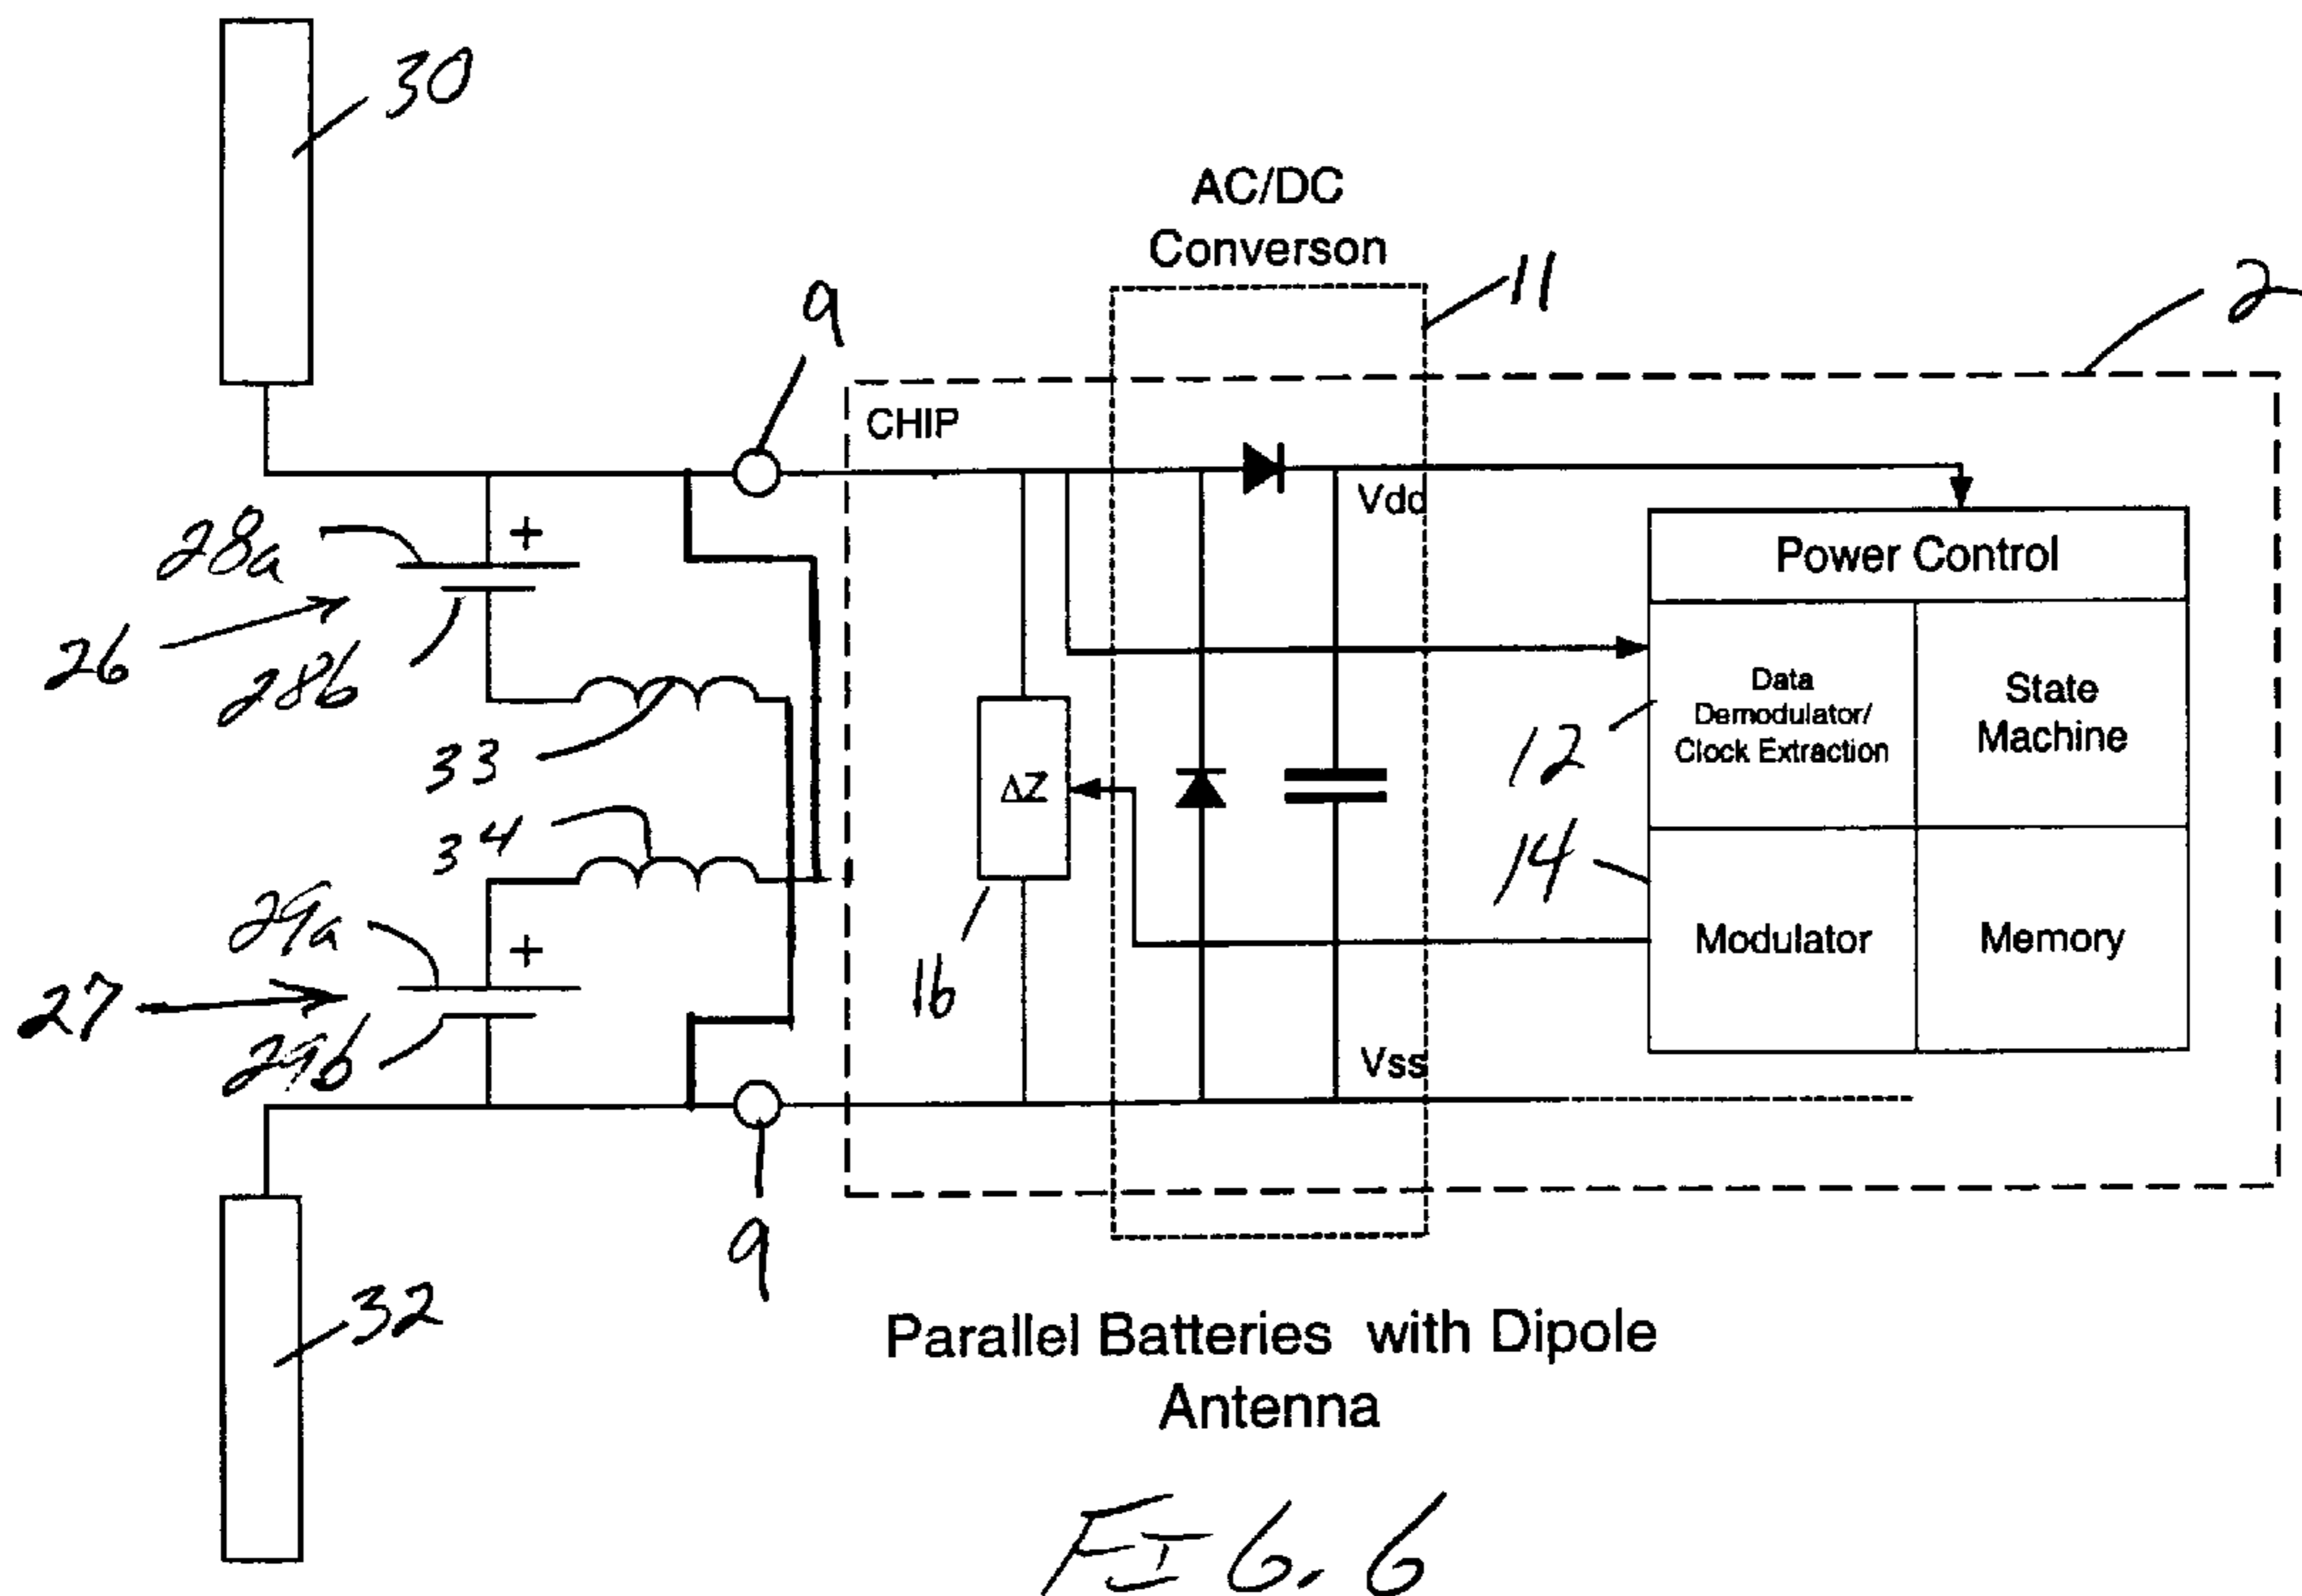 30
AC/DC
Converson
11
2
9
CHIP
Vdd
Power Control
28a
+
26
28b
Data
Demodulator/
Clock Extraction
State
Machine
12
33
ΔZ
34
14
29a
+
Modulator
Memory
16
27
29b
Vss
9
32
Parallel Batteries with Dipole
Antenna
FIG. 6